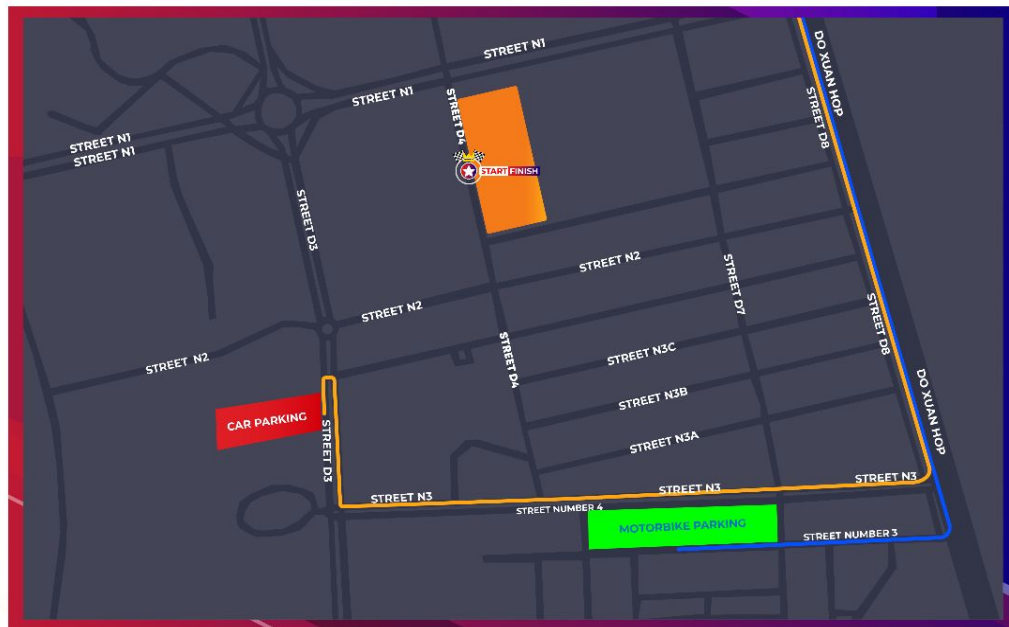 STREET N1
STREET N1
STREET N1
STREET N1
DO XUAN HOP
STREET D4
STREET D8
START FINISH
STREET D3
STREET N2
STREET D7
STREET N2
STREET D8
STREET D4
STREET N3C
STREET N2
DO XUAN HOP
STREET N3B
CAR PARKING
STREET D3
STREET N3A
STREET N3
STREET N3
STREET N3
STREET NUMBER 4
MOTORBIKE PARKING
STREET NUMBER 3